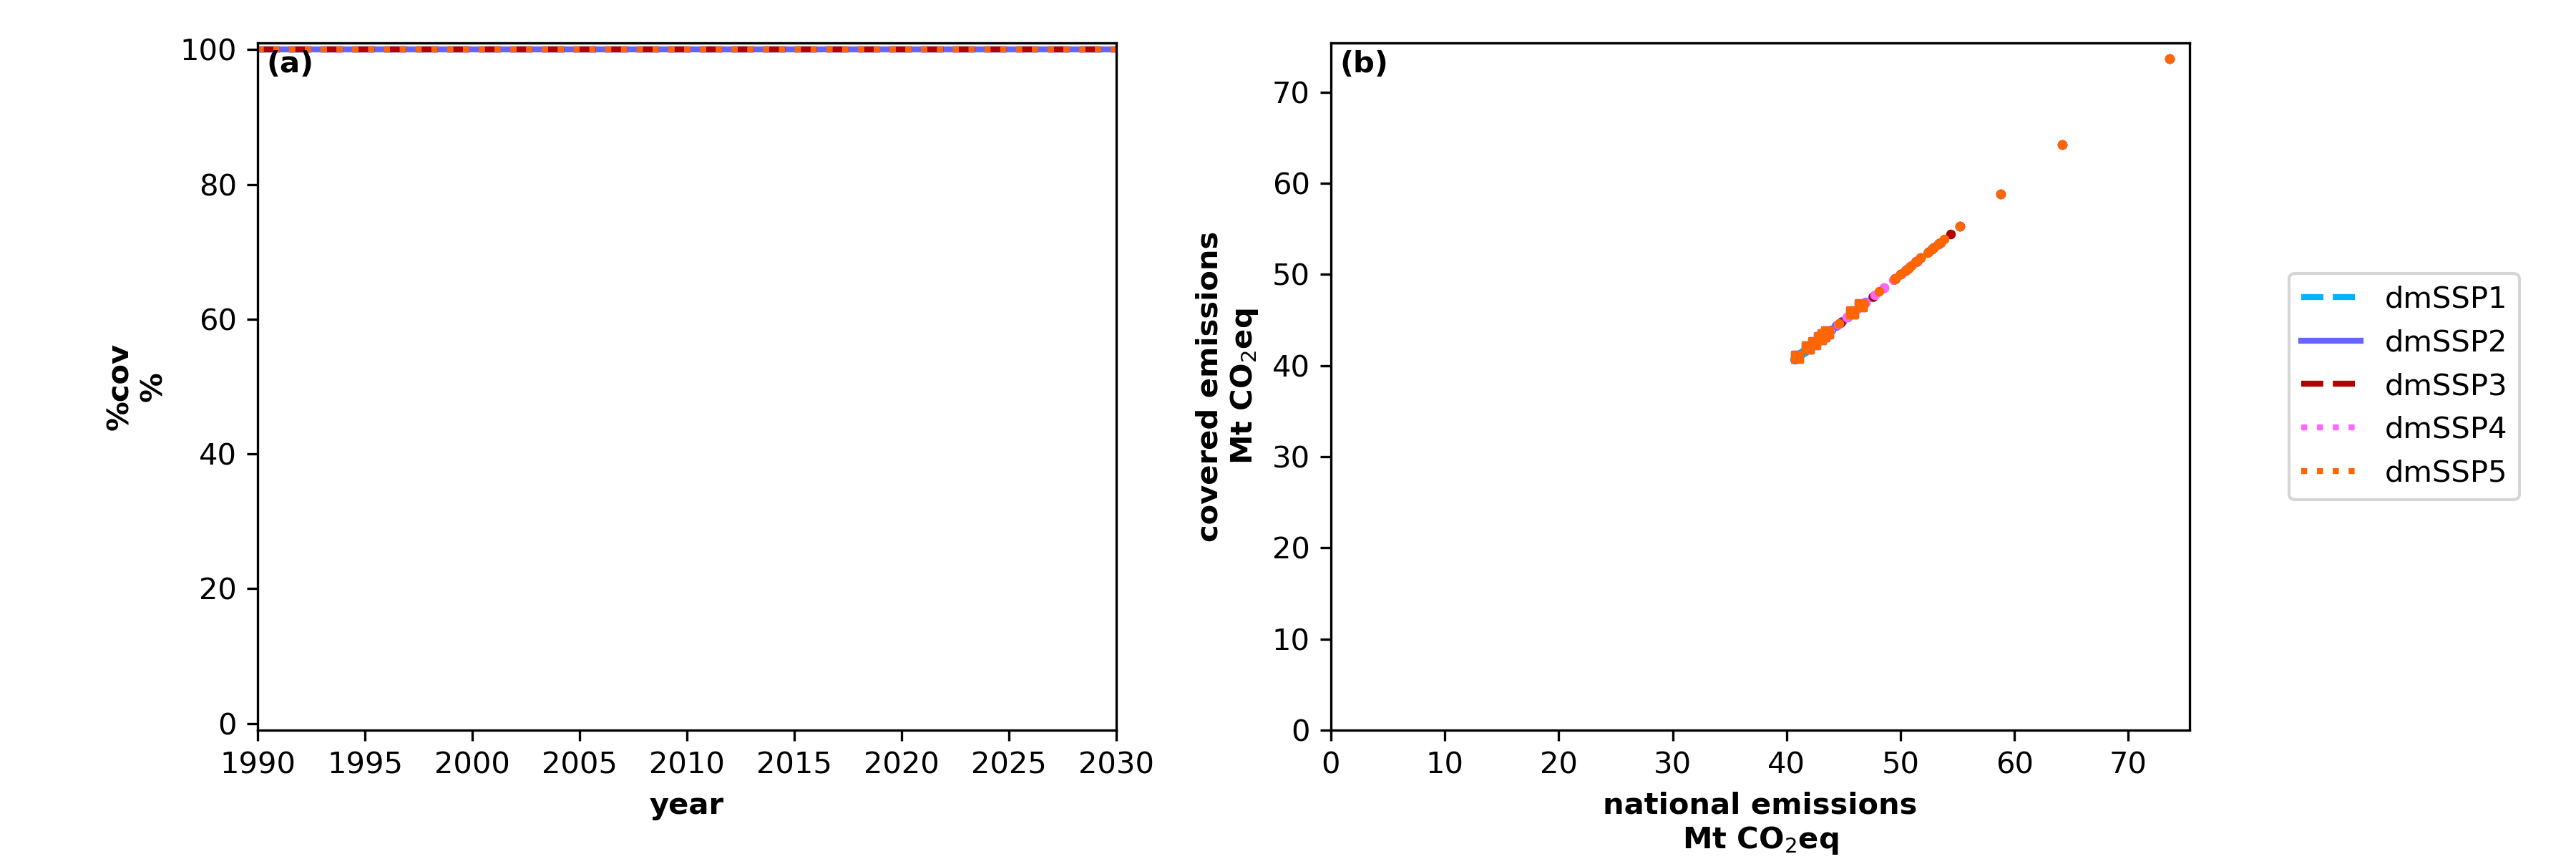 (a)
100
80
60
40
20
0
%cov
%
1990 1995 2000 2005 2010 2015 2020 2025 2030
year
(b)
70
60
50
40
30
20
10
0
covered emissions
Mt CO₂eq
0 10 20 30 40 50 60 70
national emissions
Mt CO₂eq
dmSSP1
dmSSP2
dmSSP3
dmSSP4
dmSSP5